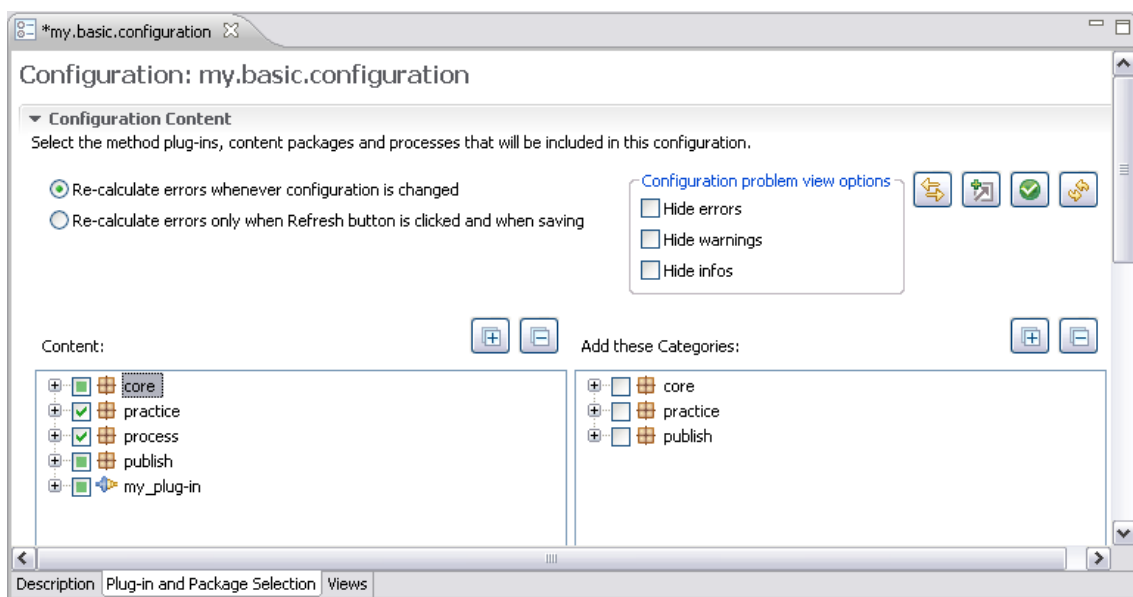 *my.basic.configuration
Configuration: my.basic.configuration
Configuration Content
Select the method plug-ins, content packages and processes that will be included in this configuration.
Re-calculate errors whenever configuration is changed
Re-calculate errors only when Refresh button is clicked and when saving
Configuration problem view options
Hide errors
Hide warnings
Hide infos
Content:
core
practice
process
publish
my_plug-in
Add these Categories:
core
practice
publish
Description Plug-in and Package Selection Views